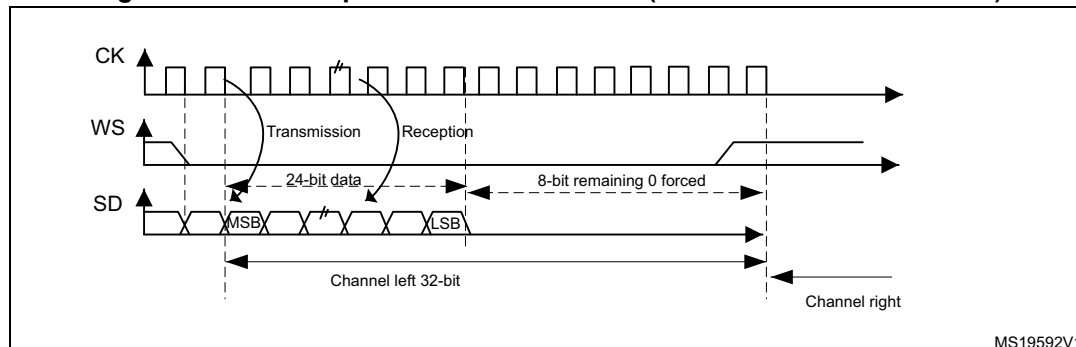 CK
WS
Transmission
Reception
24-bit data
8-bit remaining 0 forced
SD
MSB
LSB
Channel left 32-bit
Channel right
MS19592V1